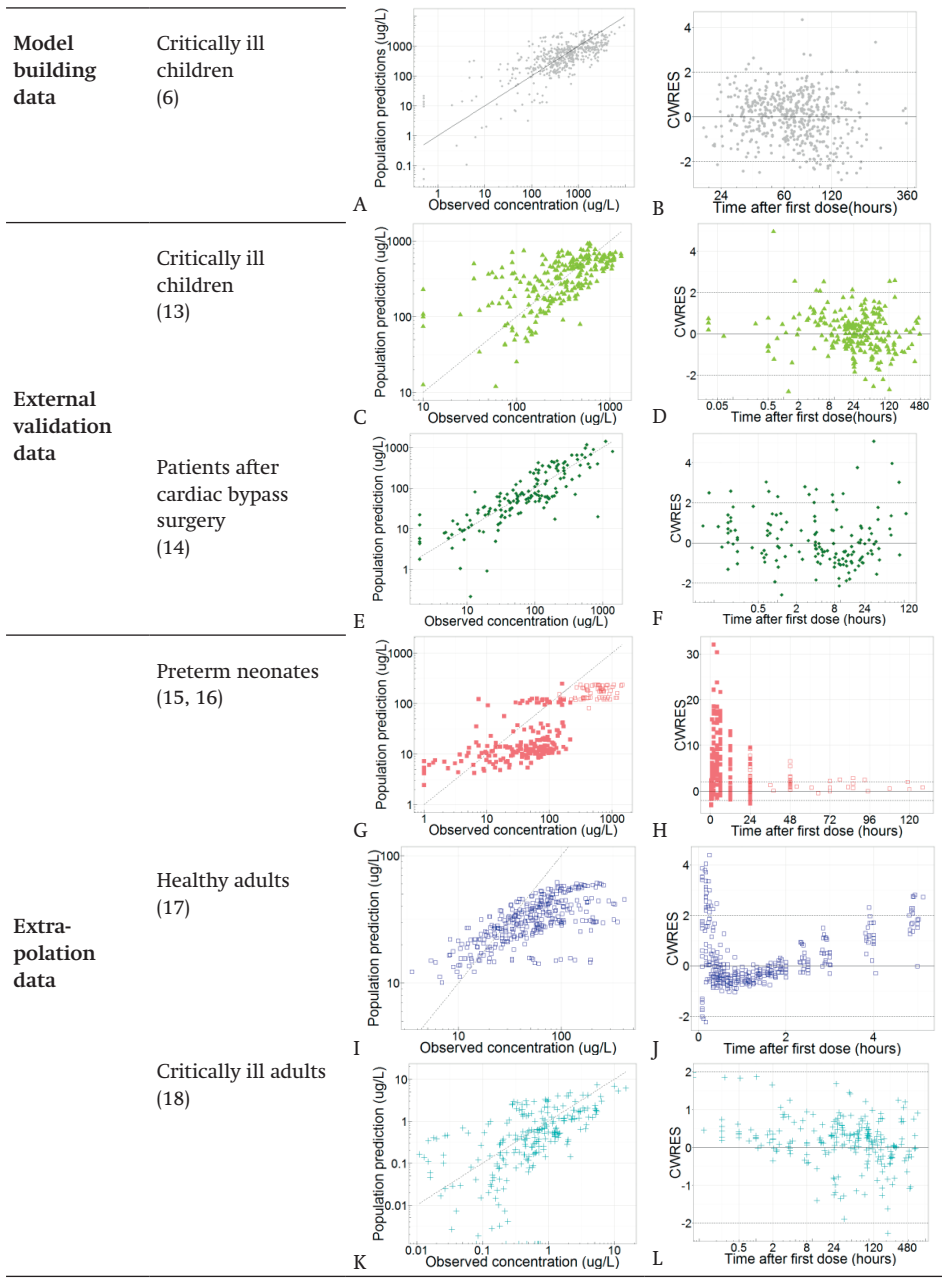 Model
building
data
Critically ill
children
(6)
Population predictions (ug/L)
1000
100
10
1
0.1
1
10
100
1000
Observed concentration (ug/L)
A
CWRES
4
2
0
-2
24
60
120
360
Time after first dose(hours)
B
External
validation
data
Critically ill
children
(13)
Population prediction (ug/L)
1000
100
10
10
100
1000
Observed concentration (ug/L)
C
CWRES
4
2
0
-2
0.05
0.5
2
8
24
120
480
Time after first dose(hours)
D
Patients after
cardiac bypass
surgery
(14)
Population prediction (ug/L)
1000
100
10
1
10
100
1000
Observed concentration (ug/L)
E
CWRES
4
2
0
-2
0.5
2
8
24
120
Time after first dose (hours)
F
Extra-
polation
data
Preterm neonates
(15, 16)
Population prediction (ug/L)
1000
100
10
1
1
10
100
1000
Observed concentration (ug/L)
G
CWRES
30
20
10
0
0
24
48
72
96
120
Time after first dose (hours)
H
Healthy adults
(17)
Population prediction (ug/L)
100
10
10
100
Observed concentration (ug/L)
I
CWRES
4
2
0
-2
0
2
4
Time after first dose (hours)
J
Critically ill adults
(18)
Population prediction (ug/L)
10
1
0.1
0.01
0.01
0.1
1
10
Observed concentration (ug/L)
K
CWRES
2
1
0
-1
-2
0.5
2
8
24
120
480
Time after first dose (hours)
L